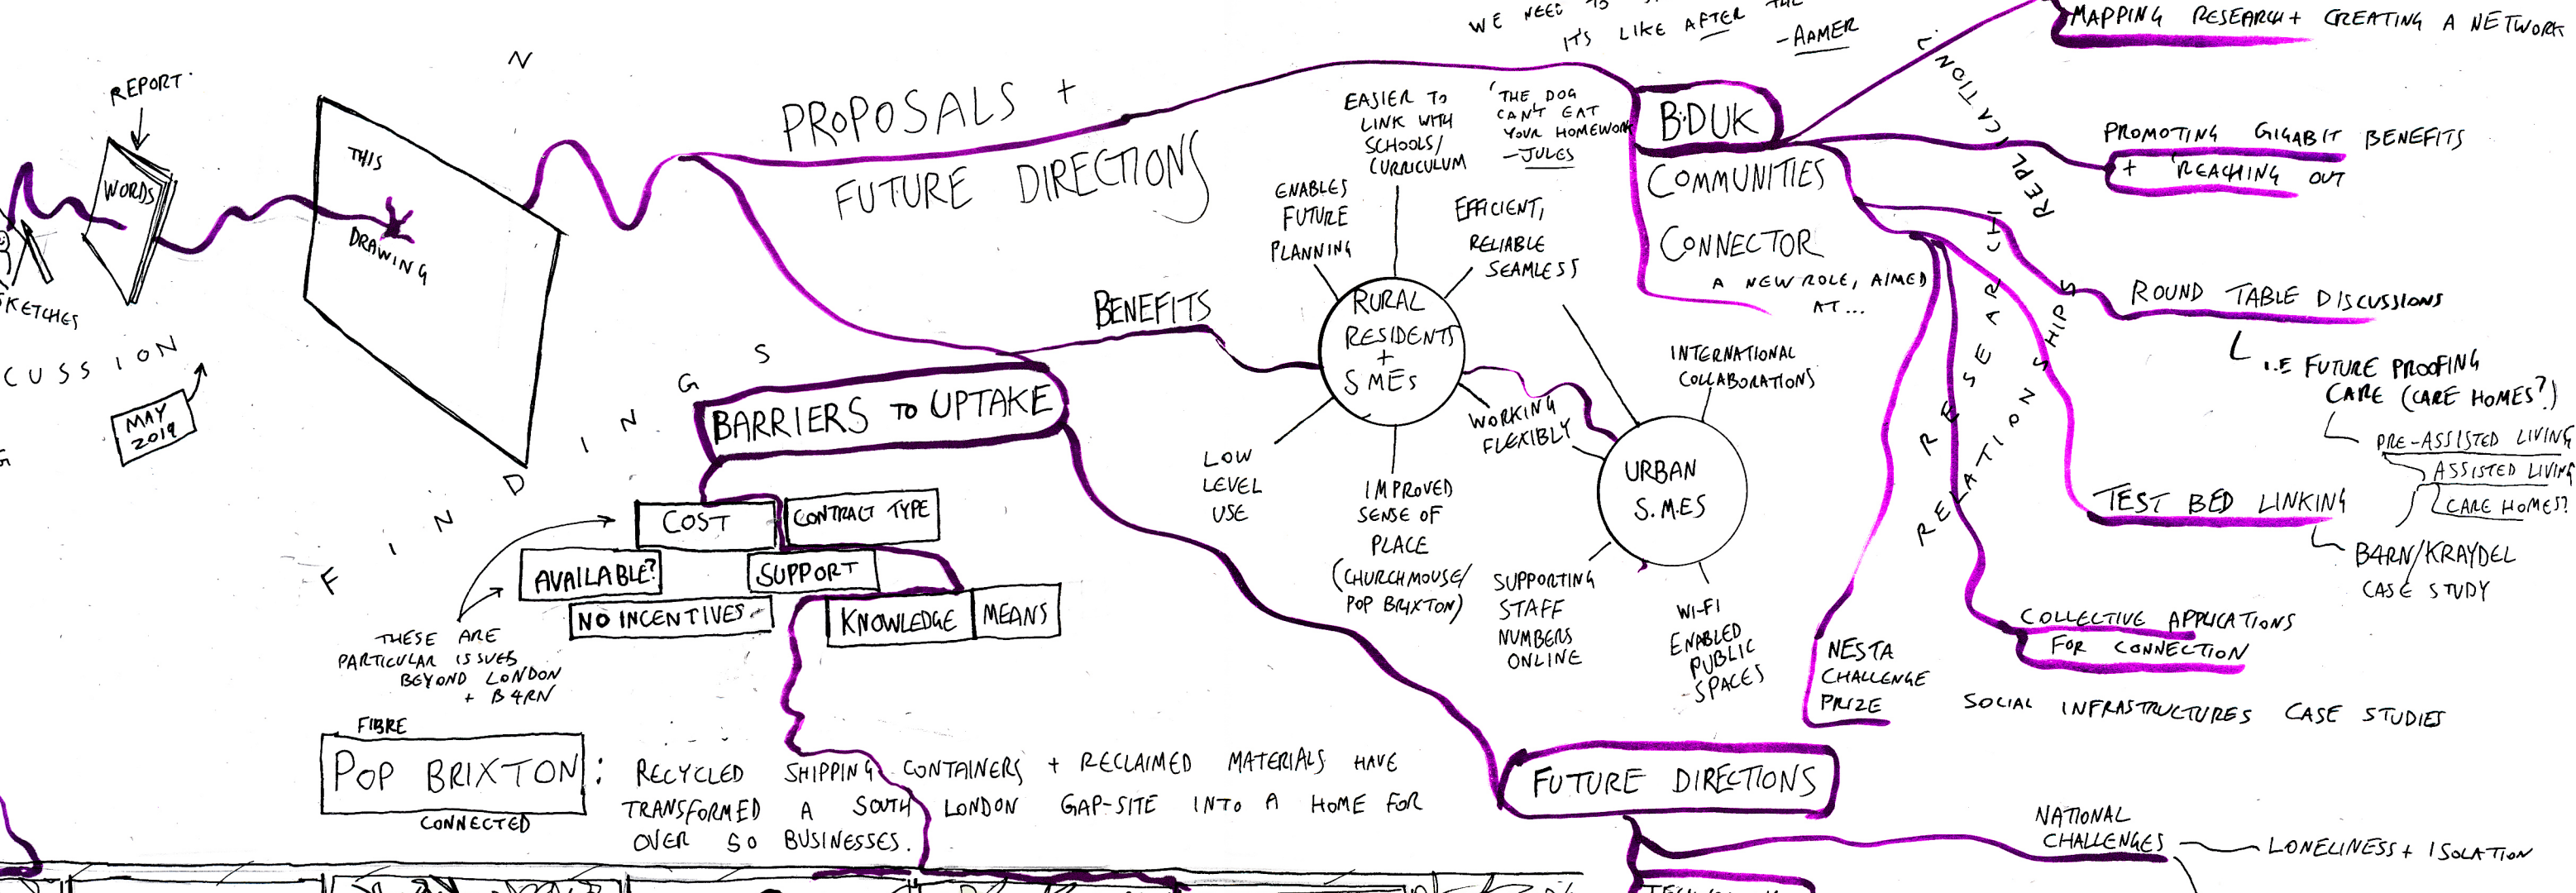 REPORT.
WORDS
SKETCHES
CUSSION
MAY
2019
THIS
DRAWING
FINDINGS
N
PROPOSALS +
FUTURE DIRECTIONS
WE NEED TO
IT'S LIKE AFTER THE
-AAMER
BDUK
COMMUNITIES
CONNECTOR
A NEW ROLE, AIMED
AT...
MAPPING RESEARCH + CREATING A NETWORK
REPLICATION.
PROMOTING GIGABIT BENEFITS
+ 'REACHING OUT
RESEARCH
RELATIONSHIPS
ROUND TABLE DISCUSSIONS
i.E FUTURE PROOFING
CARE (CARE HOMES?)
PRE-ASSISTED LIVING
ASSISTED LIVING
CARE HOMES?
TEST BED LINKING
B4RN/KRAYDEL
CASE STUDY
COLLECTIVE APPLICATIONS
FOR CONNECTION
NESTA
CHALLENGE
PRIZE
SOCIAL INFRASTRUCTURES CASE STUDIES
BENEFITS
RURAL
RESIDENTS
+
SMEs
ENABLES
FUTURE
PLANNING
EASIER TO
LINK WITH
SCHOOLS/
CURRICULUM
'THE DOG
CAN'T EAT
YOUR HOMEWORK
-JULES
EFFICIENT,
RELIABLE
SEAMLESS
LOW
LEVEL
USE
IMPROVED
SENSE OF
PLACE
(CHURCHMOUSE/
POP BRIXTON)
WORKING
FLEXIBLY
URBAN
S.M.ES
INTERNATIONAL
COLLABORATIONS
SUPPORTING
STAFF
NUMBERS
ONLINE
WI-FI
ENABLED
PUBLIC
SPACES
BARRIERS TO UPTAKE
COST
CONTRACT TYPE
AVAILABLE?
SUPPORT
NO INCENTIVES
KNOWLEDGE
MEANS
THESE ARE
PARTICULAR ISSUES
BEYOND LONDON
+ B4RN
FIBRE
POP BRIXTON:
CONNECTED
RECYCLED SHIPPING CONTAINERS + RECLAIMED MATERIALS HAVE
TRANSFORMED A SOUTH LONDON GAP-SITE INTO A HOME FOR
OVER 50 BUSINESSES.
FUTURE DIRECTIONS
NATIONAL
CHALLENGES
LONELINESS + ISOLATION